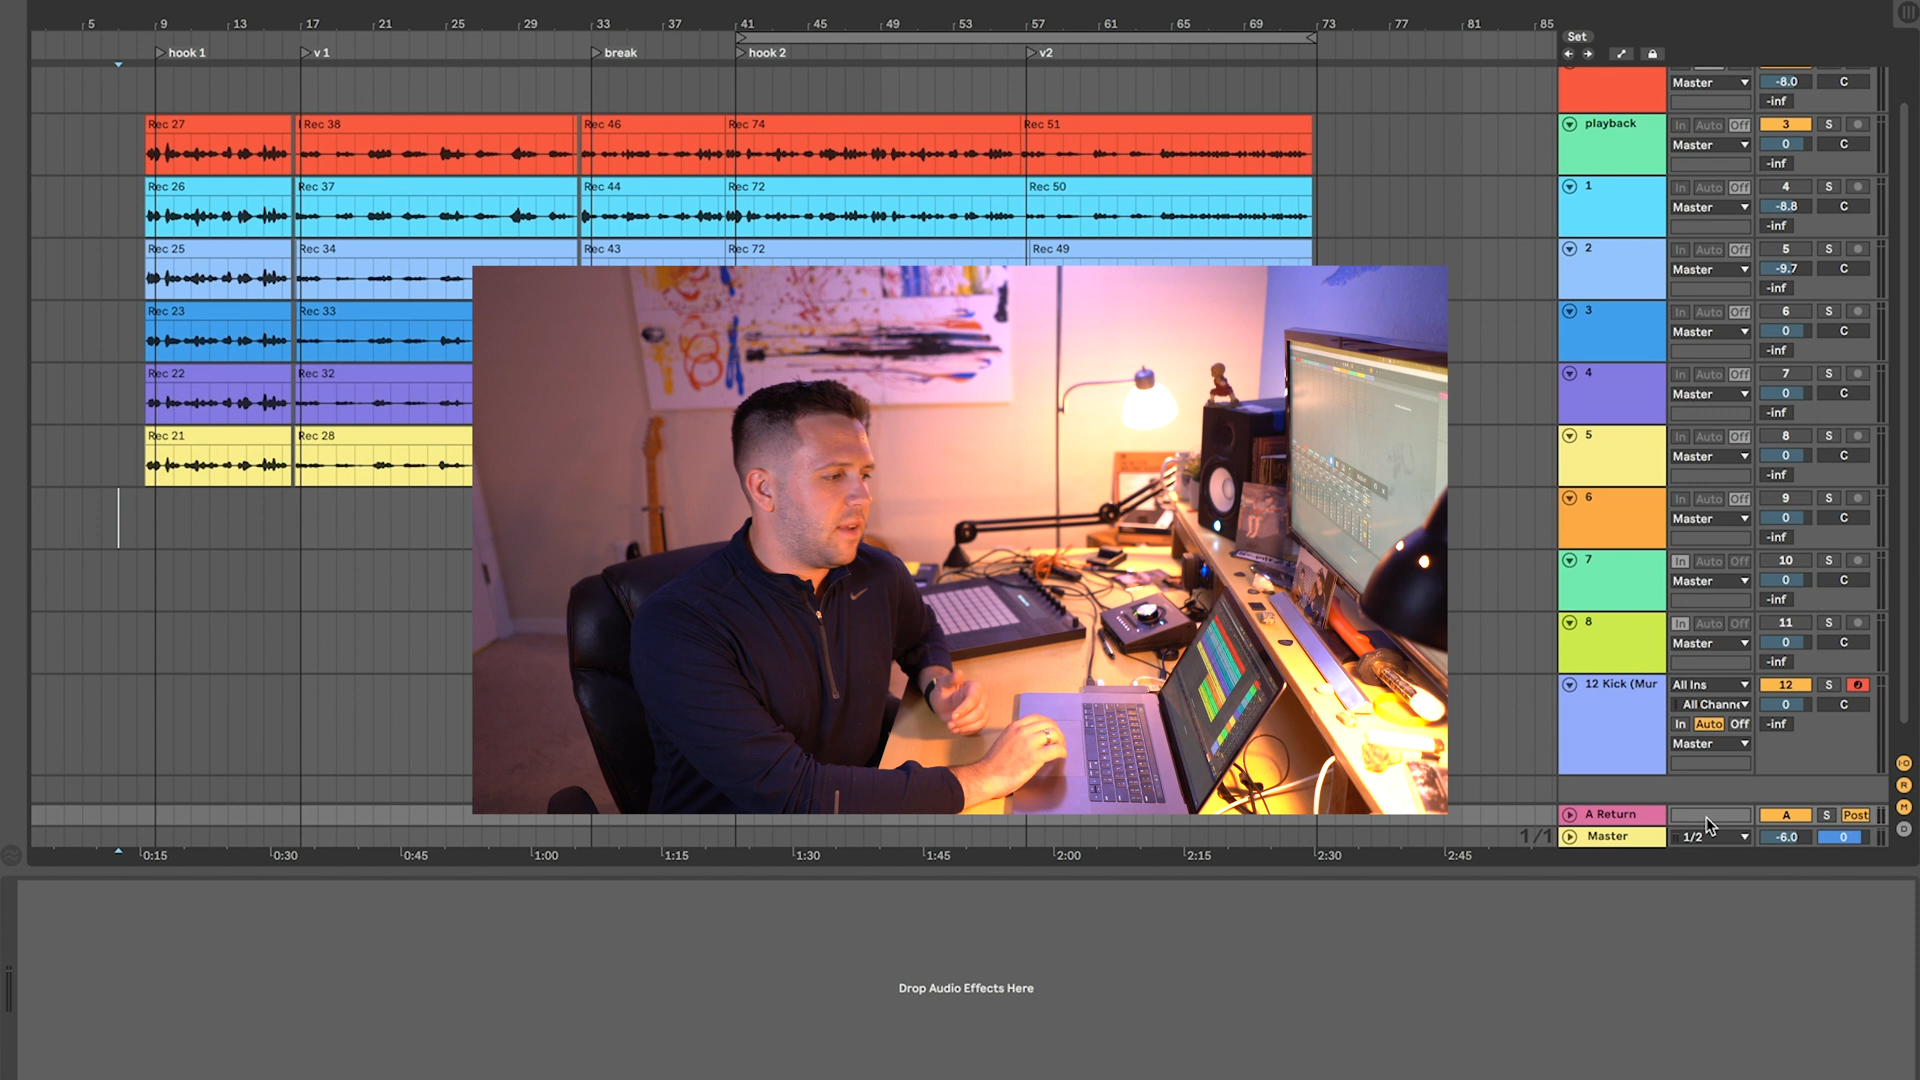 5 9 13 17 21 25 29 33 37 41 45 49 53 57 61 65 69 73 77 81 85
Set
hook 1 v 1 break hook 2 v2
Master -8.0 C
-inf
Rec 27 Rec 38 Rec 46 Rec 74 Rec 51
playback In Auto Off 3 S
Master 0 C
-inf
Rec 26 Rec 37 Rec 44 Rec 72 Rec 50
1 In Auto Off 4 S
Master -8.8 C
-inf
Rec 25 Rec 34 Rec 43 Rec 72 Rec 49
2 In Auto Off 5 S
Master -9.7 C
-inf
Rec 23 Rec 33
3 In Auto Off 6 S
Master 0 C
-inf
Rec 22 Rec 32
4 In Auto Off 7 S
Master 0 C
-inf
Rec 21 Rec 28
5 In Auto Off 8 S
Master 0 C
-inf
6 In Auto Off 9 S
Master 0 C
-inf
7 In Auto Off 10 S
Master 0 C
-inf
8 In Auto Off 11 S
Master 0 C
-inf
12 Kick (Mur All Ins 12 S
All Channe 0 C
In Auto Off -inf
Master
I·O
R
M
D
A Return A S Post
1/1 Master 1/2 -6.0 0
0:15 0:30 0:45 1:00 1:15 1:30 1:45 2:00 2:15 2:30 2:45
Drop Audio Effects Here